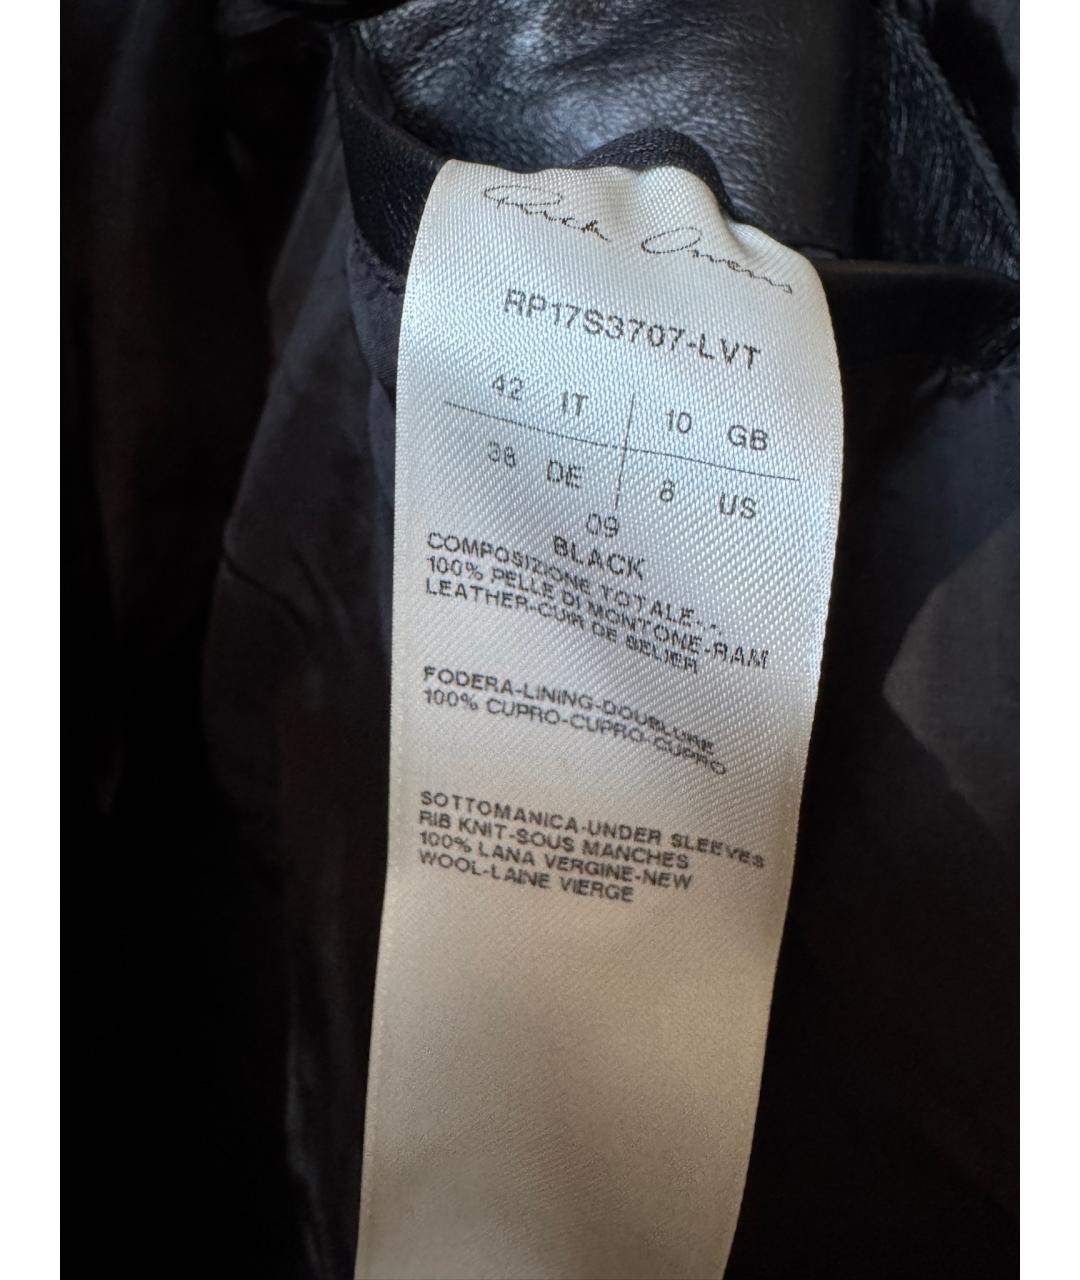 Rick Owens
RP17S3707-LVT
42 IT 10 GB
38 DE 8 US
09
BLACK
COMPOSIZIONE TOTALE..
100% PELLE DI MONTONE-RAM
LEATHER-CUIR DE BELIER
FODERA-LINING-DOUBLURE
100% CUPRO-CUPRO-CUPRO
SOTTOMANICA-UNDER SLEEVES
RIB KNIT-SOUS MANCHES
100% LANA VERGINE-NEW
WOOL-LAINE VIERGE